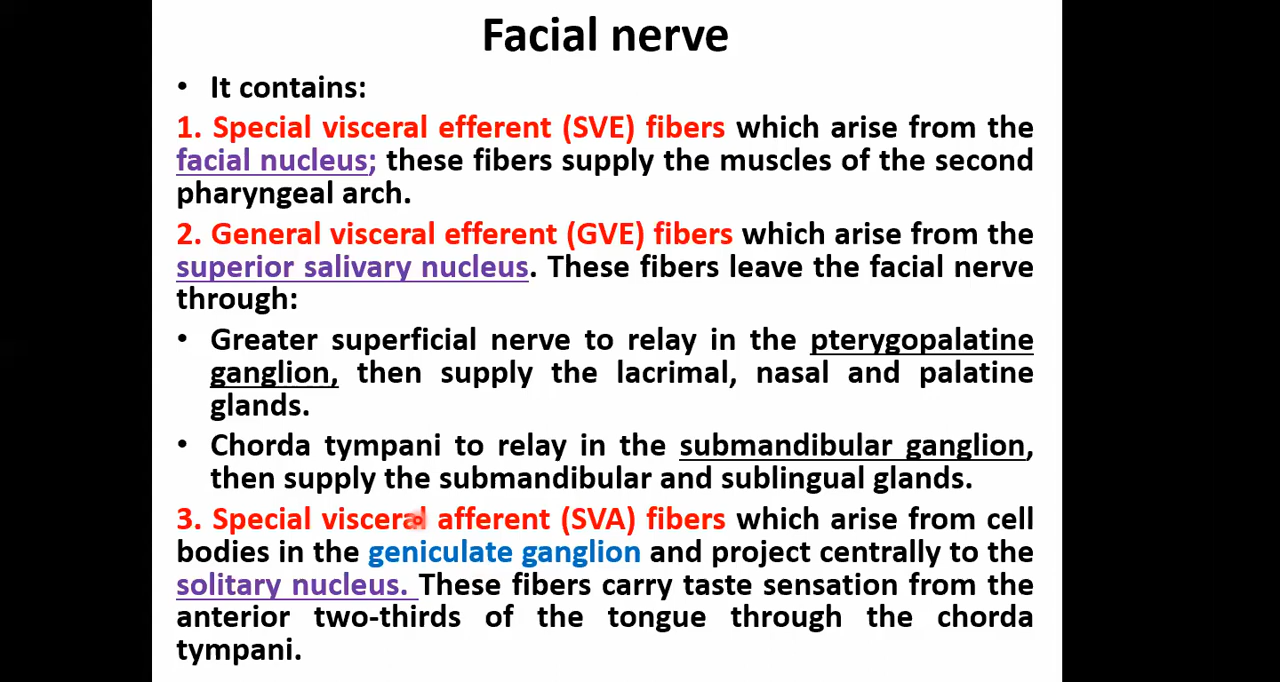 Facial nerve
• It contains:
1. Special visceral efferent (SVE) fibers which arise from the
facial nucleus; these fibers supply the muscles of the second
pharyngeal arch.
2. General visceral efferent (GVE) fibers which arise from the
superior salivary nucleus. These fibers leave the facial nerve
through:
• Greater superficial nerve to relay in the pterygopalatine
ganglion, then supply the lacrimal, nasal and palatine
glands.
• Chorda tympani to relay in the submandibular ganglion,
then supply the submandibular and sublingual glands.
3. Special visceral afferent (SVA) fibers which arise from cell
bodies in the geniculate ganglion and project centrally to the
solitary nucleus. These fibers carry taste sensation from the
anterior two-thirds of the tongue through the chorda
tympani.